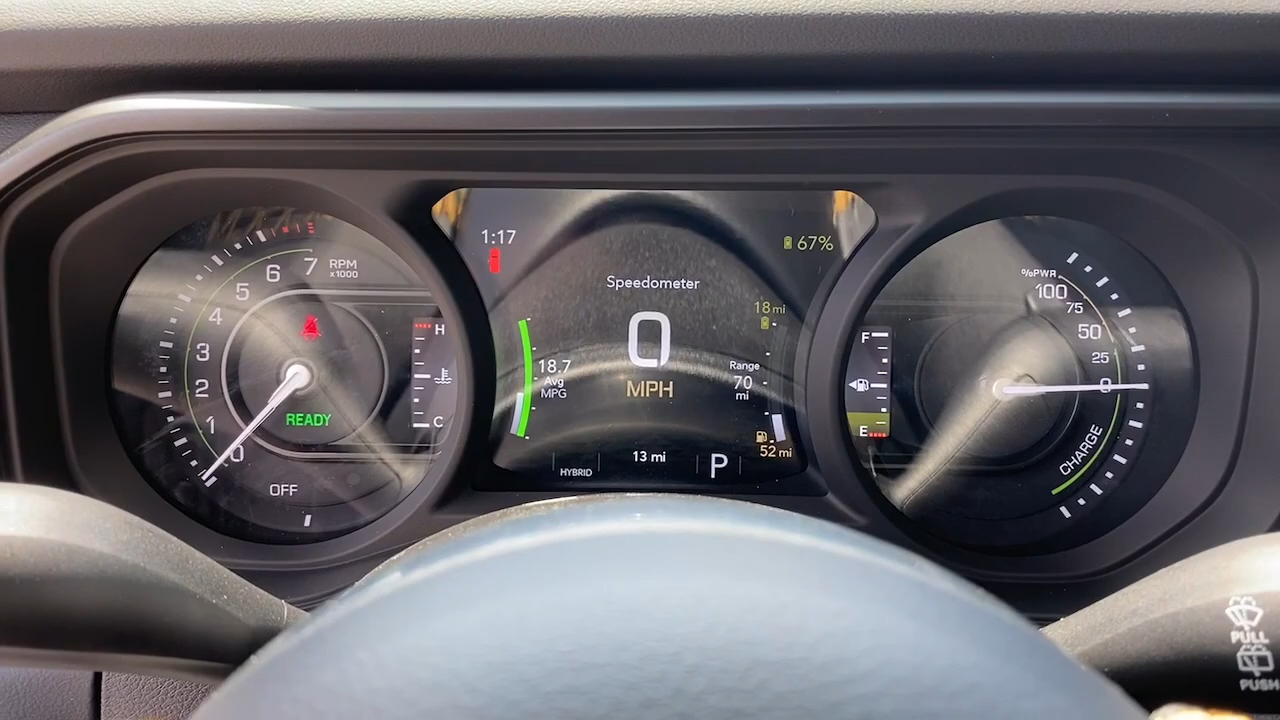 7
RPM
x1000
6
5
4
3
2
1
0
READY
OFF
H
C
1:17
67%
Speedometer
0
MPH
18.7
Avg
MPG
18 mi
Range
70
mi
52 mi
HYBRID
13 mi
P
F
E
%PWR
100
75
50
25
0
CHARGE
PULL
PUSH